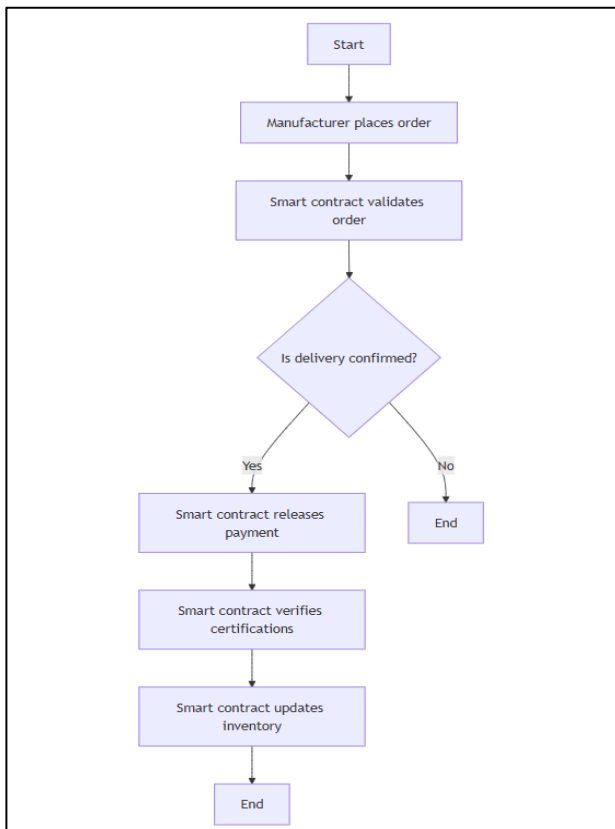 Start
Manufacturer places order
Smart contract validates
order
Is delivery confirmed?
Yes
No
Smart contract releases
payment
End
Smart contract verifies
certifications
Smart contract updates
inventory
End